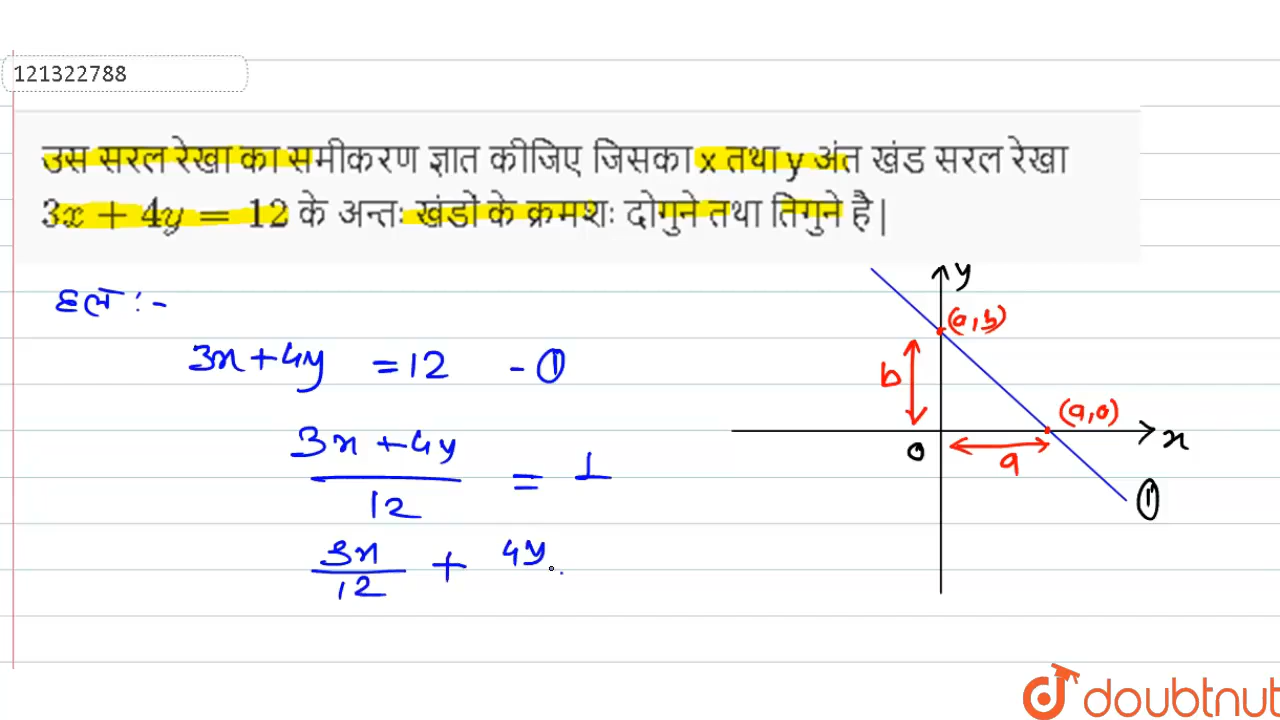 121322788
उस सरल रेखा का समीकरण ज्ञात कीजिए जिसका x तथा y अंत खंड सरल रेखा
3x + 4y = 12 के अन्तः खंडों के क्रमशः दोगुने तथा तिगुने है |
हल :-
3x + 4y = 12 - ①
3x + 4y
= 1
12
3x + 4y
12
y
(0, b)
b
(a, 0)
0
a
x
①
doubtnut